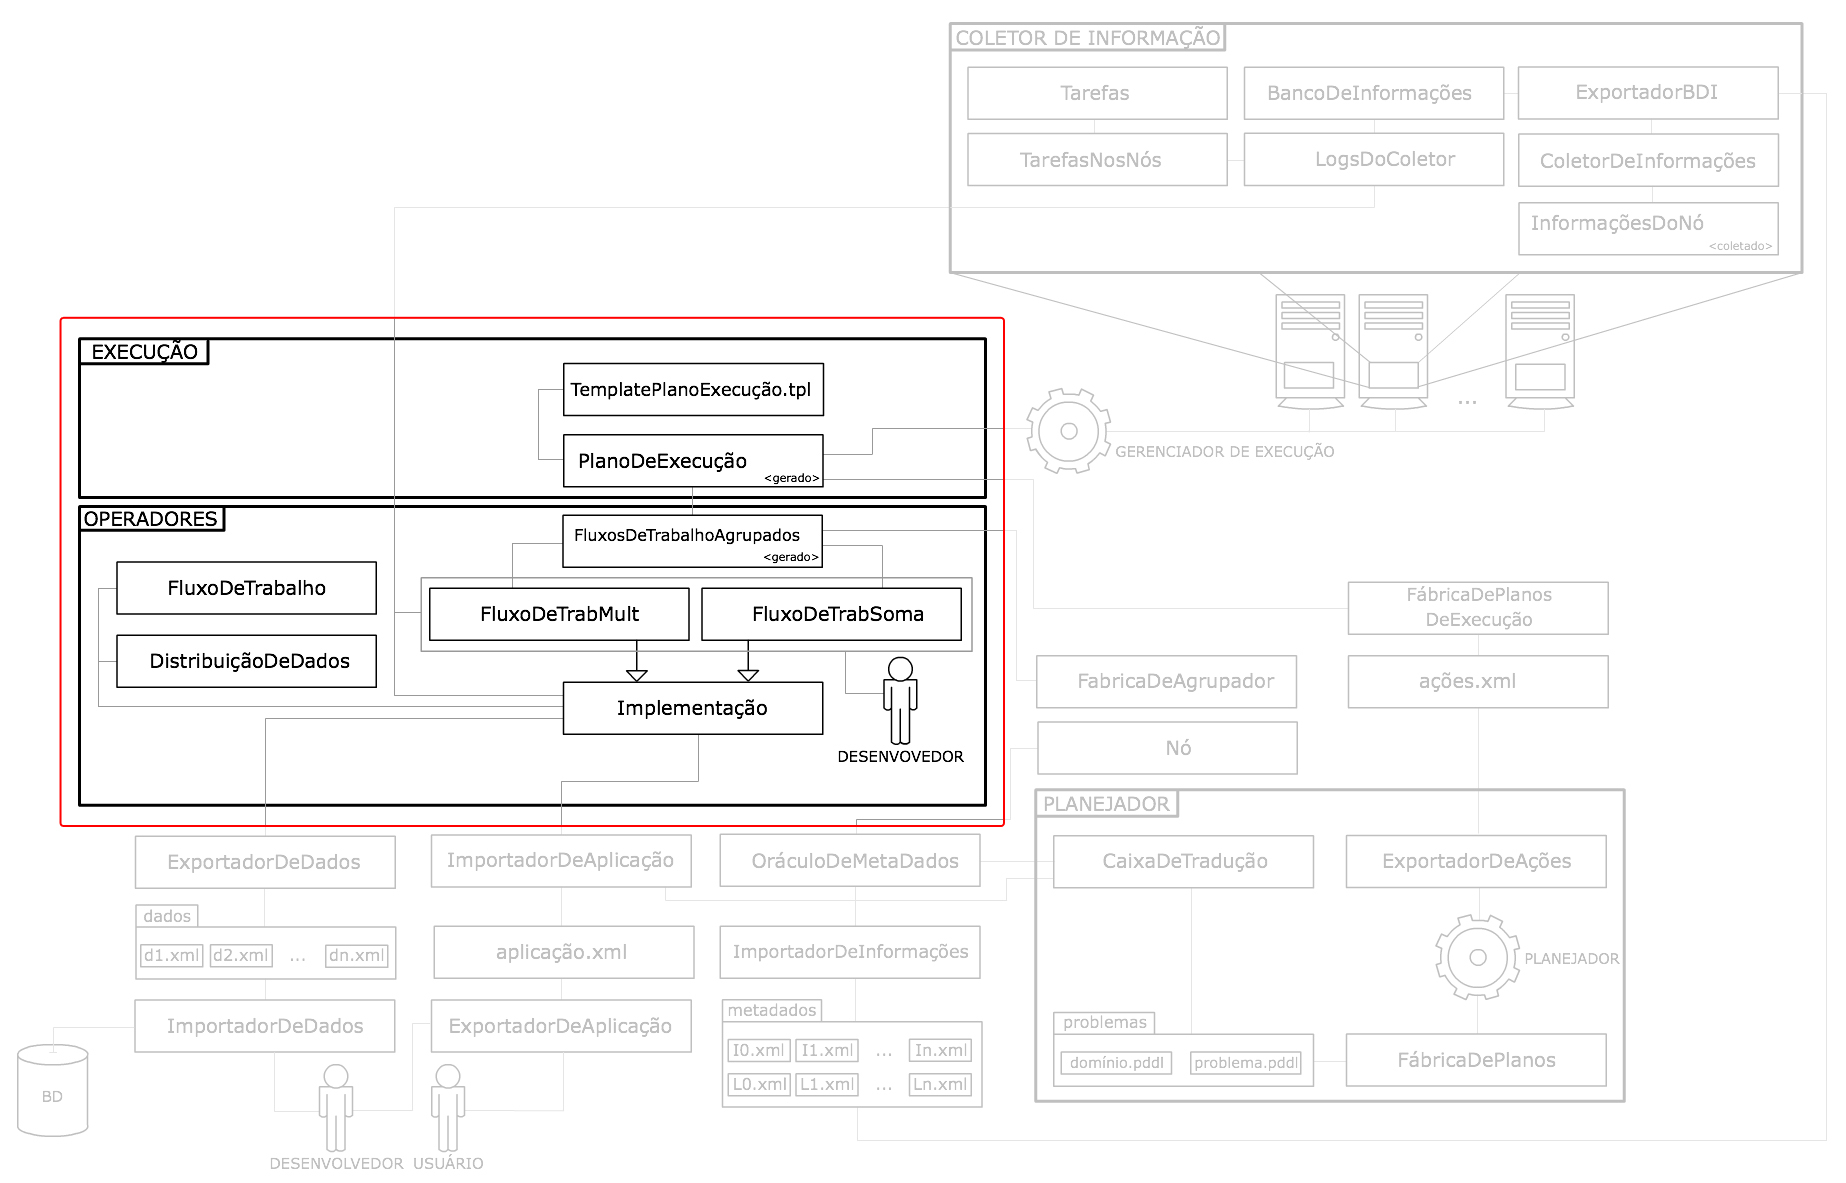 COLETOR DE INFORMAÇÃO
Tarefas
BancoDeInformações
ExportadorBDI
TarefasNosNós
LogsDoColetor
ColetorDeInformações
InformaçõesDoNó
<coletado>
...
GERENCIADOR DE EXECUÇÃO
EXECUÇÃO
TemplatePlanoExecução.tpl
PlanoDeExecução
<gerado>
OPERADORES
FluxosDeTrabalhoAgrupados
<gerado>
FluxoDeTrabalho
FluxoDeTrabMult
FluxoDeTrabSoma
DistribuiçãoDeDados
Implementação
DESENVOVEDOR
FábricaDePlanos
DeExecução
FabricaDeAgrupador
ações.xml
Nó
PLANEJADOR
CaixaDeTradução
ExportadorDeAções
PLANEJADOR
problemas
domínio.pddl
problema.pddl
FábricaDePlanos
ExportadorDeDados
ImportadorDeAplicação
OráculoDeMetaDados
dados
d1.xml
d2.xml
...
dn.xml
aplicação.xml
ImportadorDeInformações
ImportadorDeDados
ExportadorDeAplicação
metadados
I0.xml
I1.xml
...
In.xml
L0.xml
L1.xml
...
Ln.xml
BD
DESENVOLVEDOR
USUÁRIO